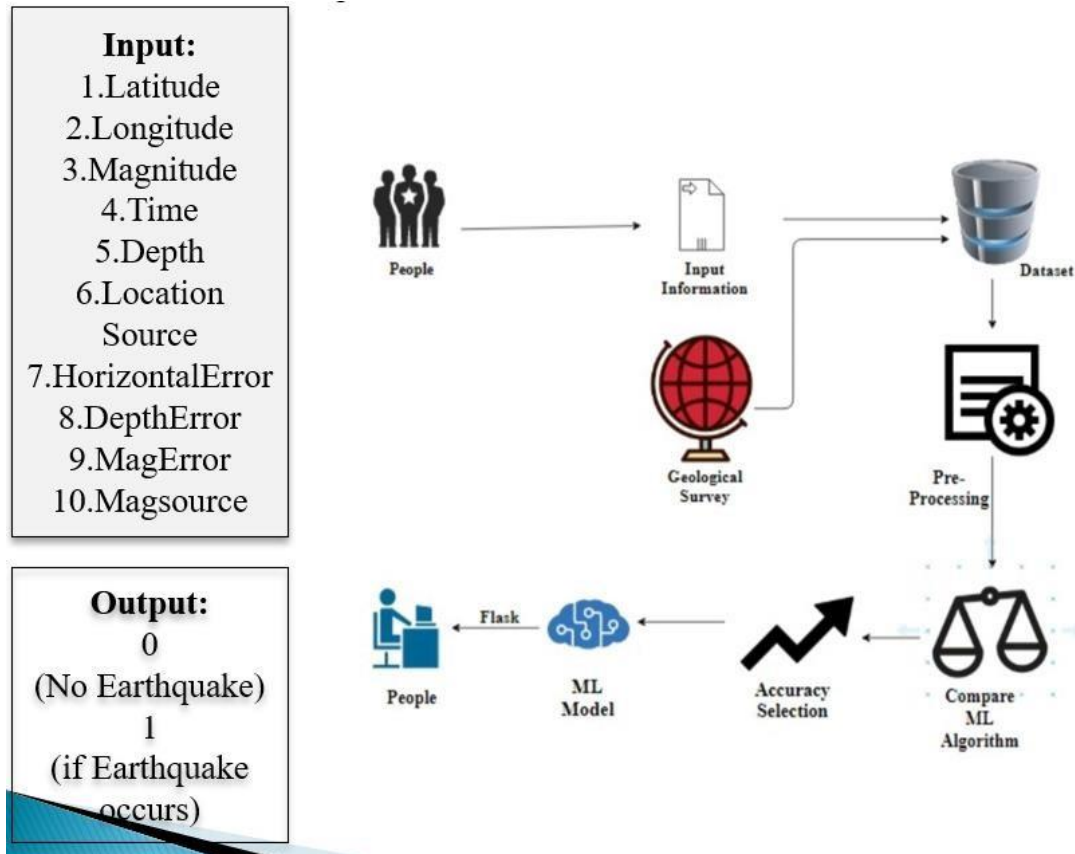 Input:
1.Latitude
2.Longitude
3.Magnitude
4.Time
5.Depth
6.Location
Source
7.HorizontalError
8.DepthError
9.MagError
10.Magsource
Output:
0
(No Earthquake)
1
(if Earthquake
occurs)
People
Input
Information
Dataset
Geological
Survey
Pre-
Processing
Compare
ML
Algorithm
Accuracy
Selection
ML
Model
Flask
People